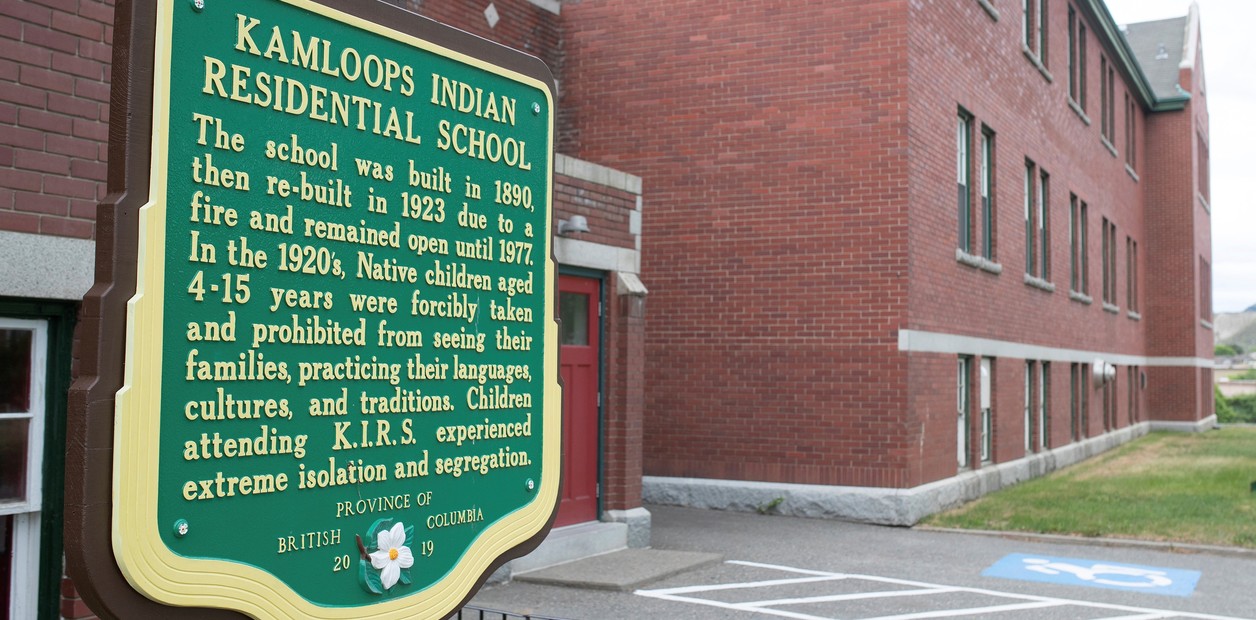 KAMLOOPS INDIAN
RESIDENTIAL SCHOOL
The school was built in 1890,
then re-built in 1923 due to a
fire and remained open until 1977.
In the 1920's, Native children aged
4-15 years were forcibly taken
and prohibited from seeing their
families, practicing their languages,
cultures, and traditions. Children
attending K.I.R.S. experienced
extreme isolation and segregation.
PROVINCE OF
BRITISH COLUMBIA
20 19